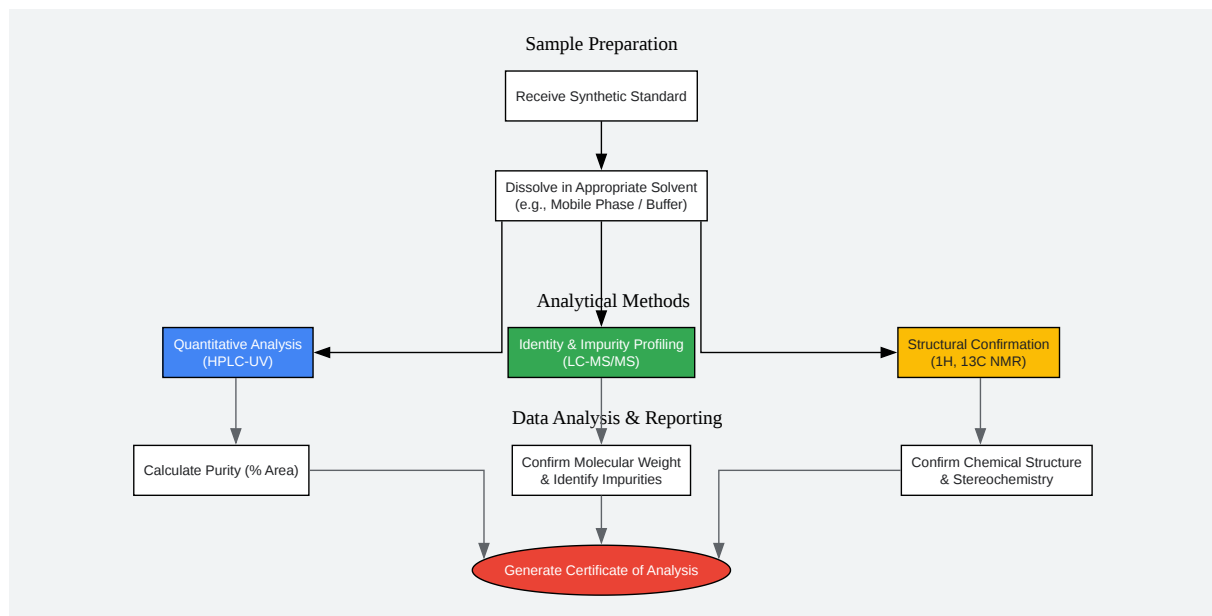 Sample Preparation
Receive Synthetic Standard
Dissolve in Appropriate Solvent
(e.g., Mobile Phase / Buffer)
Analytical Methods
Quantitative Analysis
(HPLC-UV)
Identity & Impurity Profiling
(LC-MS/MS)
Structural Confirmation
(1H, 13C NMR)
Data Analysis & Reporting
Calculate Purity (% Area)
Confirm Molecular Weight
& Identify Impurities
Confirm Chemical Structure
& Stereochemistry
Generate Certificate of Analysis